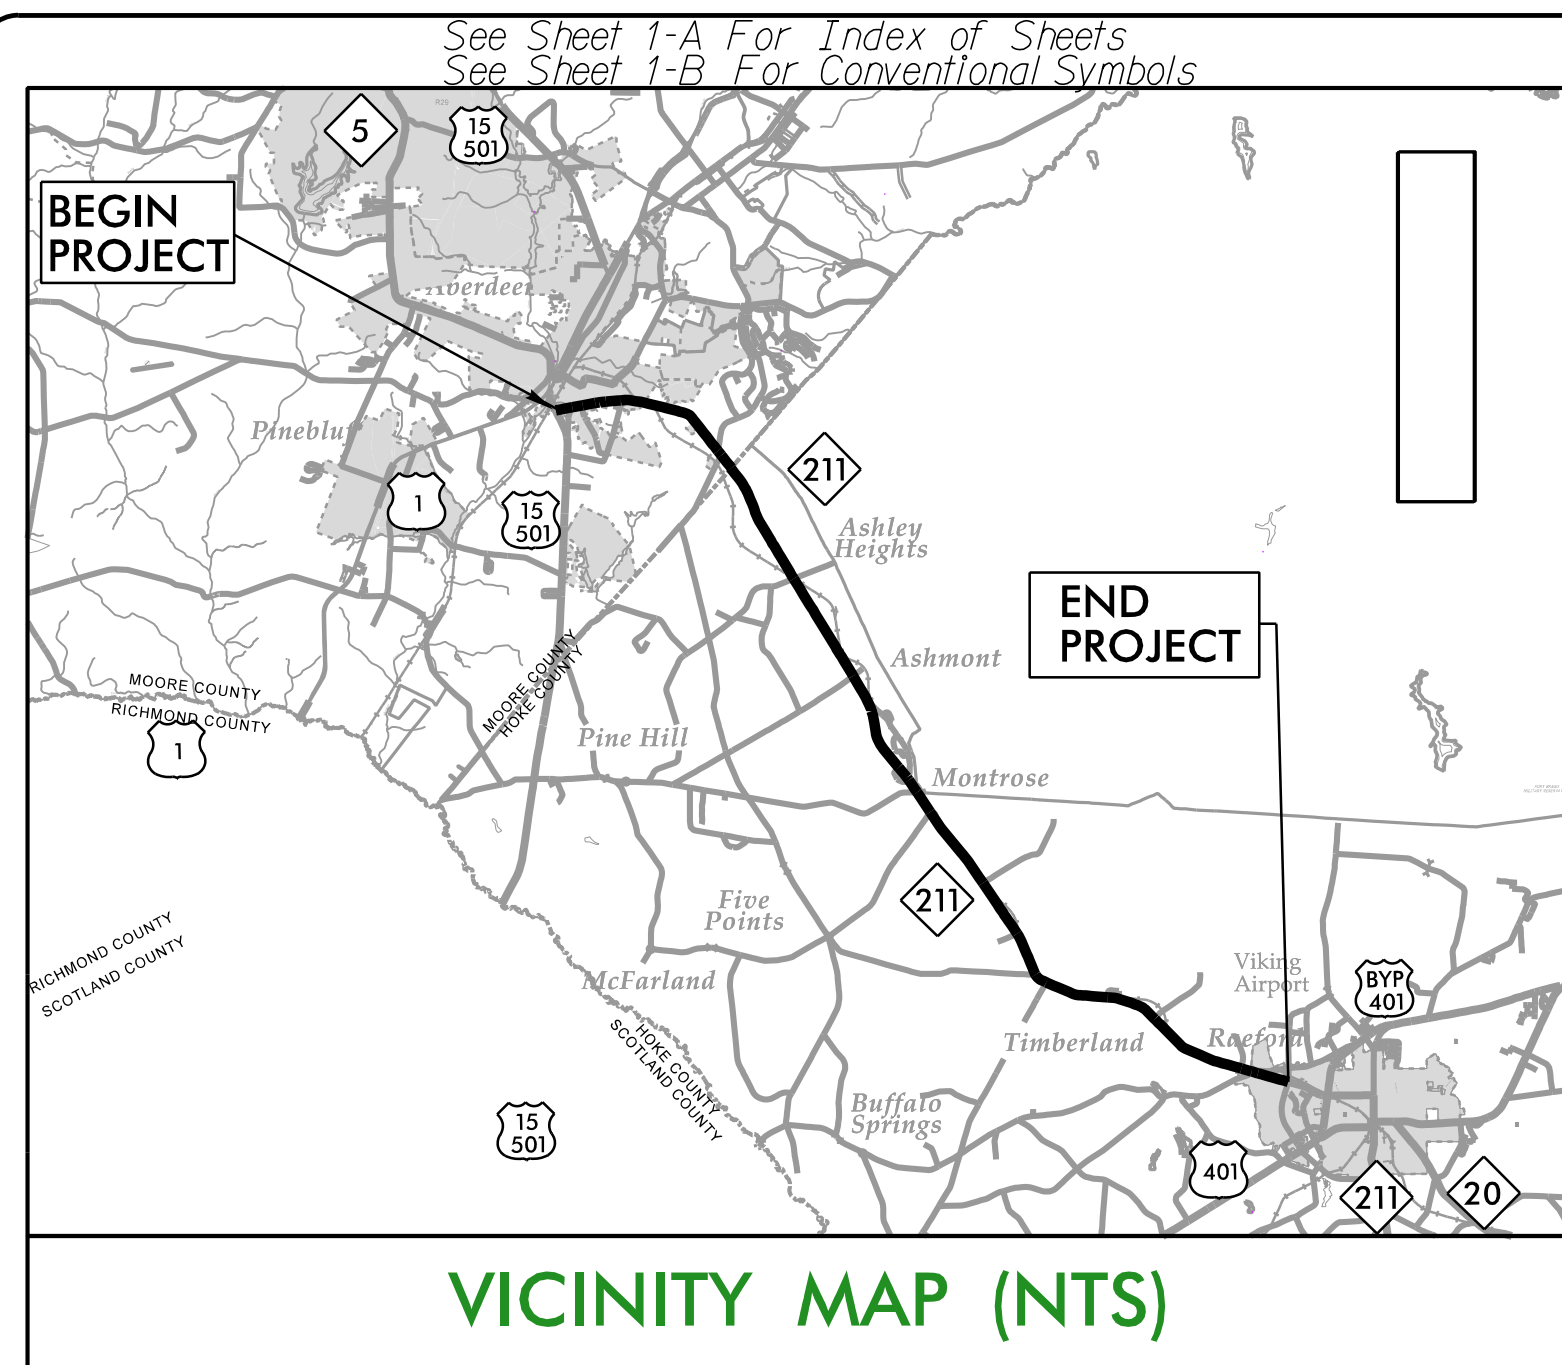 See Sheet 1-A For Index of Sheets
See Sheet 1-B For Conventional Symbols
R29
5
15
501
BEGIN
PROJECT
Aberdeen
Pinebluff
211
1
15
501
Ashley
Heights
END
PROJECT
Ashmont
MOORE COUNTY
HOKE COUNTY
MOORE COUNTY
RICHMOND COUNTY
1
Pine Hill
Montrose
211
Five
Points
RICHMOND COUNTY
SCOTLAND COUNTY
McFarland
Viking
Airport
BYP
401
HOKE COUNTY
SCOTLAND COUNTY
Timberland
Raeford
15
501
Buffalo
Springs
401
211
20
VICINITY MAP (NTS)